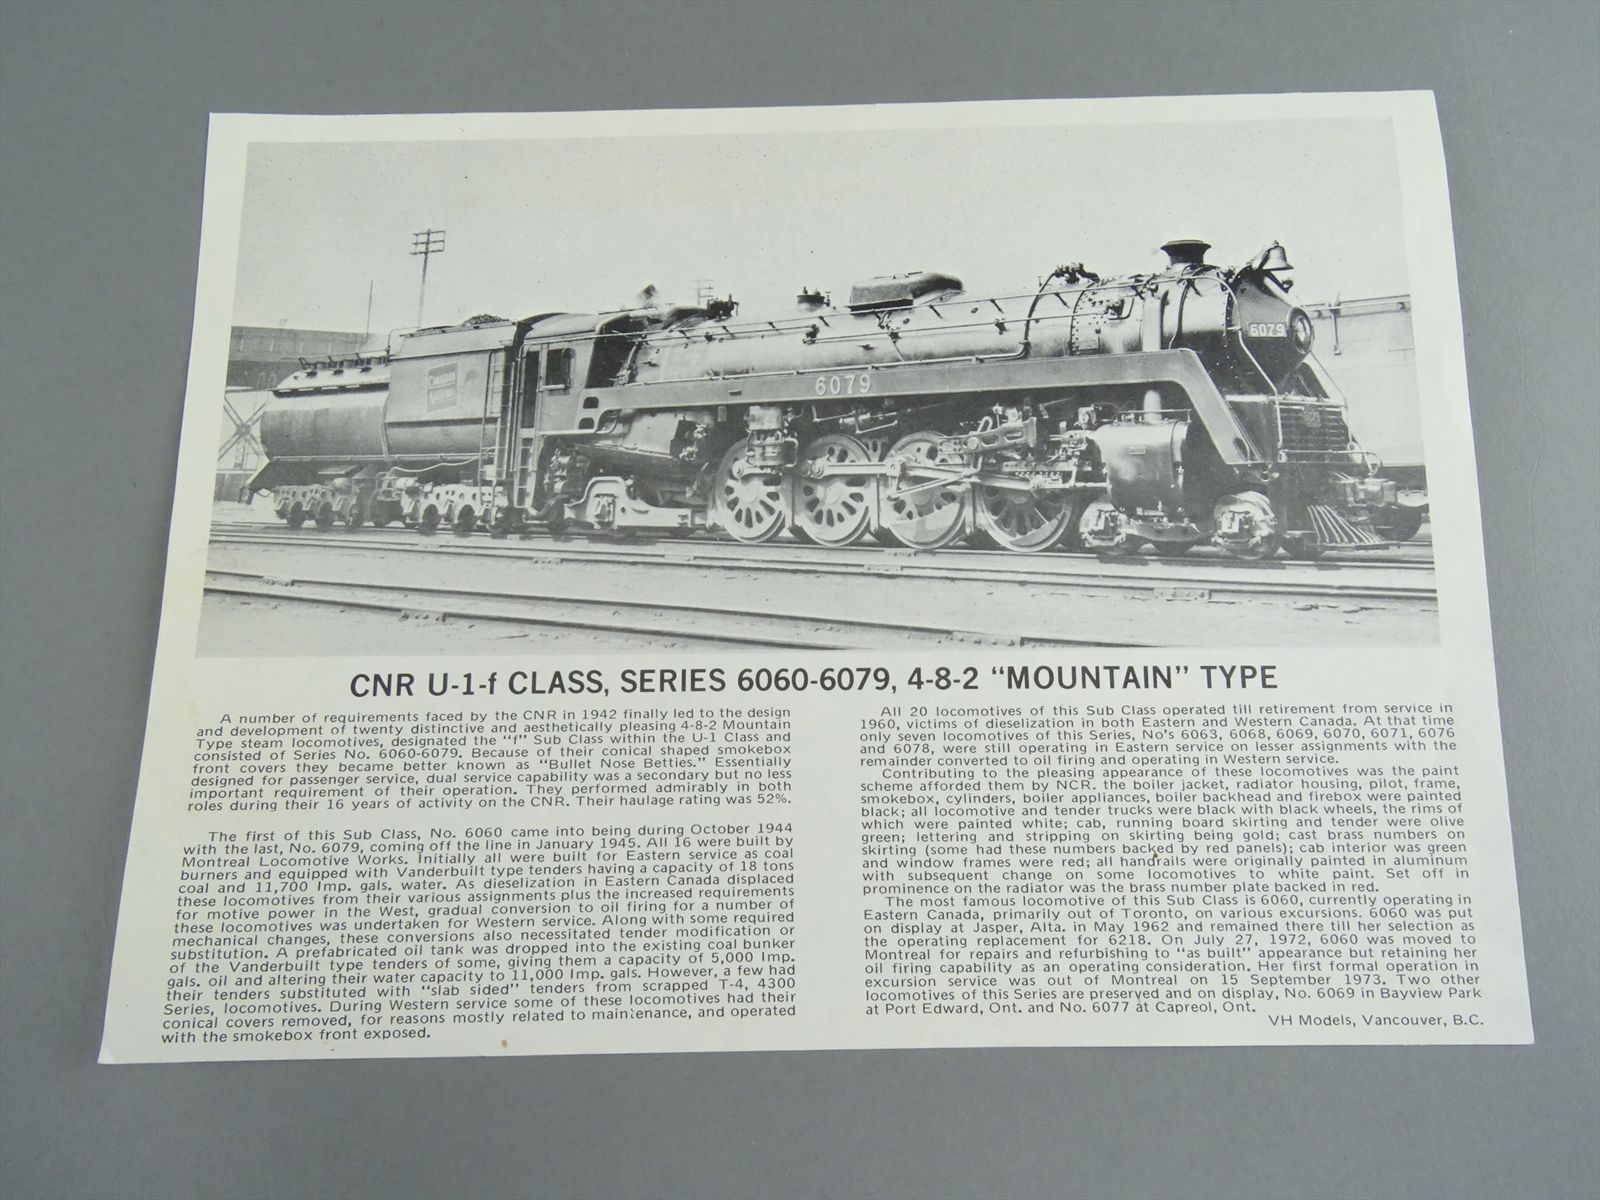 CANADIAN
NATIONAL
6079
6079
CNR U-1-f CLASS, SERIES 6060-6079, 4-8-2 “MOUNTAIN” TYPE
A number of requirements faced by the CNR in 1942 finally led to the design
and development of twenty distinctive and aesthetically pleasing 4-8-2 Mountain
Type steam locomotives, designated the “f” Sub Class within the U-1 Class and
consisted of Series No. 6060-6079. Because of their conical shaped smokebox
front covers they became better known as “Bullet Nose Betties.” Essentially
designed for passenger service, dual service capability was a secondary but no less
important requirement of their operation. They performed admirably in both
roles during their 16 years of activity on the CNR. Their haulage rating was 52%.
The first of this Sub Class, No. 6060 came into being during October 1944
with the last, No. 6079, coming off the line in January 1945. All 16 were built by
Montreal Locomotive Works. Initially all were built for Eastern service as coal
burners and equipped with Vanderbuilt type tenders having a capacity of 18 tons
coal and 11,700 Imp. gals. water. As dieselization in Eastern Canada displaced
these locomotives from their various assignments plus the increased requirements
for motive power in the West, gradual conversion to oil firing for a number of
these locomotives was undertaken for Western service. Along with some required
mechanical changes, these conversions also necessitated tender modification or
substitution. A prefabricated oil tank was dropped into the existing coal bunker
of the Vanderbuilt type tenders of some, giving them a capacity of 5,000 Imp.
gals. oil and altering their water capacity to 11,000 Imp. gals. However, a few had
their tenders substituted with “slab sided” tenders from scrapped T-4, 4300
Series, locomotives. During Western service some of these locomotives had their
conical covers removed, for reasons mostly related to maintenance, and operated
with the smokebox front exposed.
All 20 locomotives of this Sub Class operated till retirement from service in
1960, victims of dieselization in both Eastern and Western Canada. At that time
only seven locomotives of this Series, No’s 6063, 6068, 6069, 6070, 6071, 6076
and 6078, were still operating in Eastern service on lesser assignments with the
remainder converted to oil firing and operating in Western service.
Contributing to the pleasing appearance of these locomotives was the paint
scheme afforded them by NCR. the boiler jacket, radiator housing, pilot, frame,
smokebox, cylinders, boiler appliances, boiler backhead and firebox were painted
black; all locomotive and tender trucks were black with black wheels, the rims of
which were painted white; cab, running board skirting and tender were olive
green; lettering and stripping on skirting being gold; cast brass numbers on
skirting (some had these numbers backed by red panels); cab interior was green
and window frames were red; all handrails were originally painted in aluminum
with subsequent change on some locomotives to white paint. Set off in
prominence on the radiator was the brass number plate backed in red.
The most famous locomotive of this Sub Class is 6060, currently operating in
Eastern Canada, primarily out of Toronto, on various excursions. 6060 was put
on display at Jasper, Alta. in May 1962 and remained there till her selection as
the operating replacement for 6218. On July 27, 1972, 6060 was moved to
Montreal for repairs and refurbishing to “as built” appearance but retaining her
oil firing capability as an operating consideration. Her first formal operation in
excursion service was out of Montreal on 15 September 1973. Two other
locomotives of this Series are preserved and on display, No. 6069 in Bayview Park
at Port Edward, Ont. and No. 6077 at Capreol, Ont.
VH Models, Vancouver, B.C.